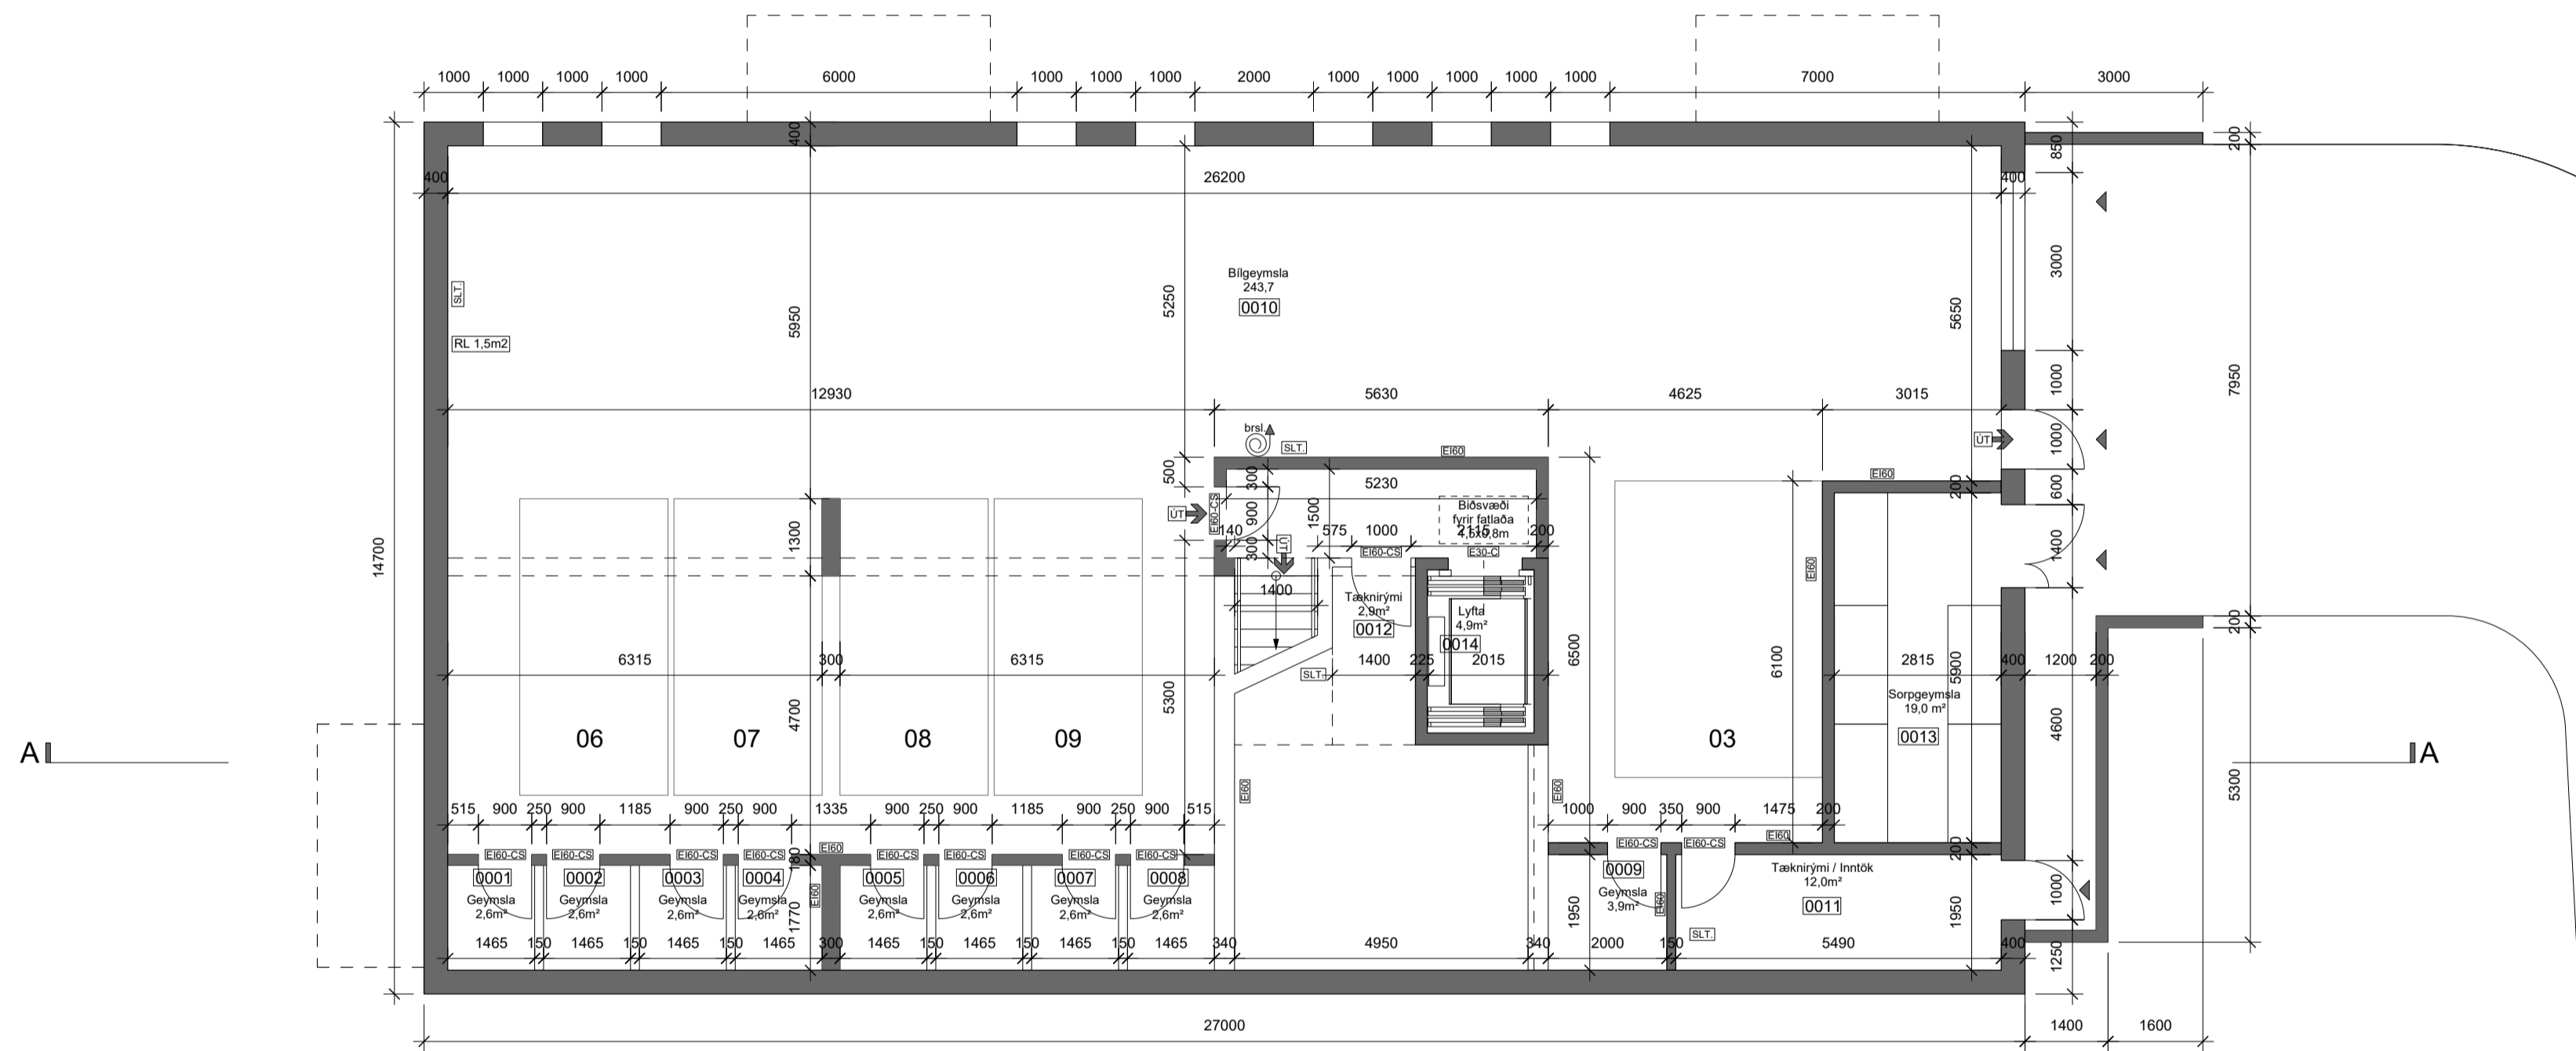 1000 1000 1000 1000 6000 1000 1000 1000 2000 1000 1000 1000 1000 1000 7000 3000
400 850 200
400 26200 400
SLT.
Bílgeymsla
243,7
0010
3000
5950 5250 5650
RL 1,5m2
1000 7950
12930 5630 4625 3015
brsl.
SLT. EI60
ÚT 1000
500 300 5230 EI60 200 600
ÚT EI60-CS 900 1500
Biðsvæði
fyrir fatlaða
4,5x0,8m
140 575 1000 2115 200
1300 300 ÚT EI60-CS E30-C 1400
14700
1400
EI60
Tæknirými
2,9m²
0012
Lyfta
4,9m²
0014
200
6315 300 6315 1400 225 2015 6500 6100 2815 5900 400 1200 200
SLT.
5300 4700
Sorpgeymsla
19,0 m²
0013
4600
06 07 08 09 03
A A
EI60 EI60 5300
515 900 250 900 1185 900 250 900 1335 900 250 900 1185 900 250 900 515 1000 900 350 900 1475 200
EI60
EI60-CS EI60-CS EI60-CS EI60-CS 180 EI60 EI60-CS EI60-CS EI60-CS EI60-CS EI60-CS EI60-CS 200
0001 0002 0003 0004 0005 0006 0007 0008 0009
Tæknirými / Inntök
12,0m²
0011
Geymsla Geymsla Geymsla Geymsla Geymsla Geymsla Geymsla Geymsla Geymsla
2,6m² 2,6m² 2,6m² 2,6m² 2,6m² 2,6m² 2,6m² 2,6m² 3,9m²
EI60 1770 EI60 1950 1950 1000
SLT.
1465 150 1465 150 1465 150 1465 300 1465 150 1465 150 1465 150 1465 340 4950 340 2000 150 5490 400 1250
27000 1400 1600